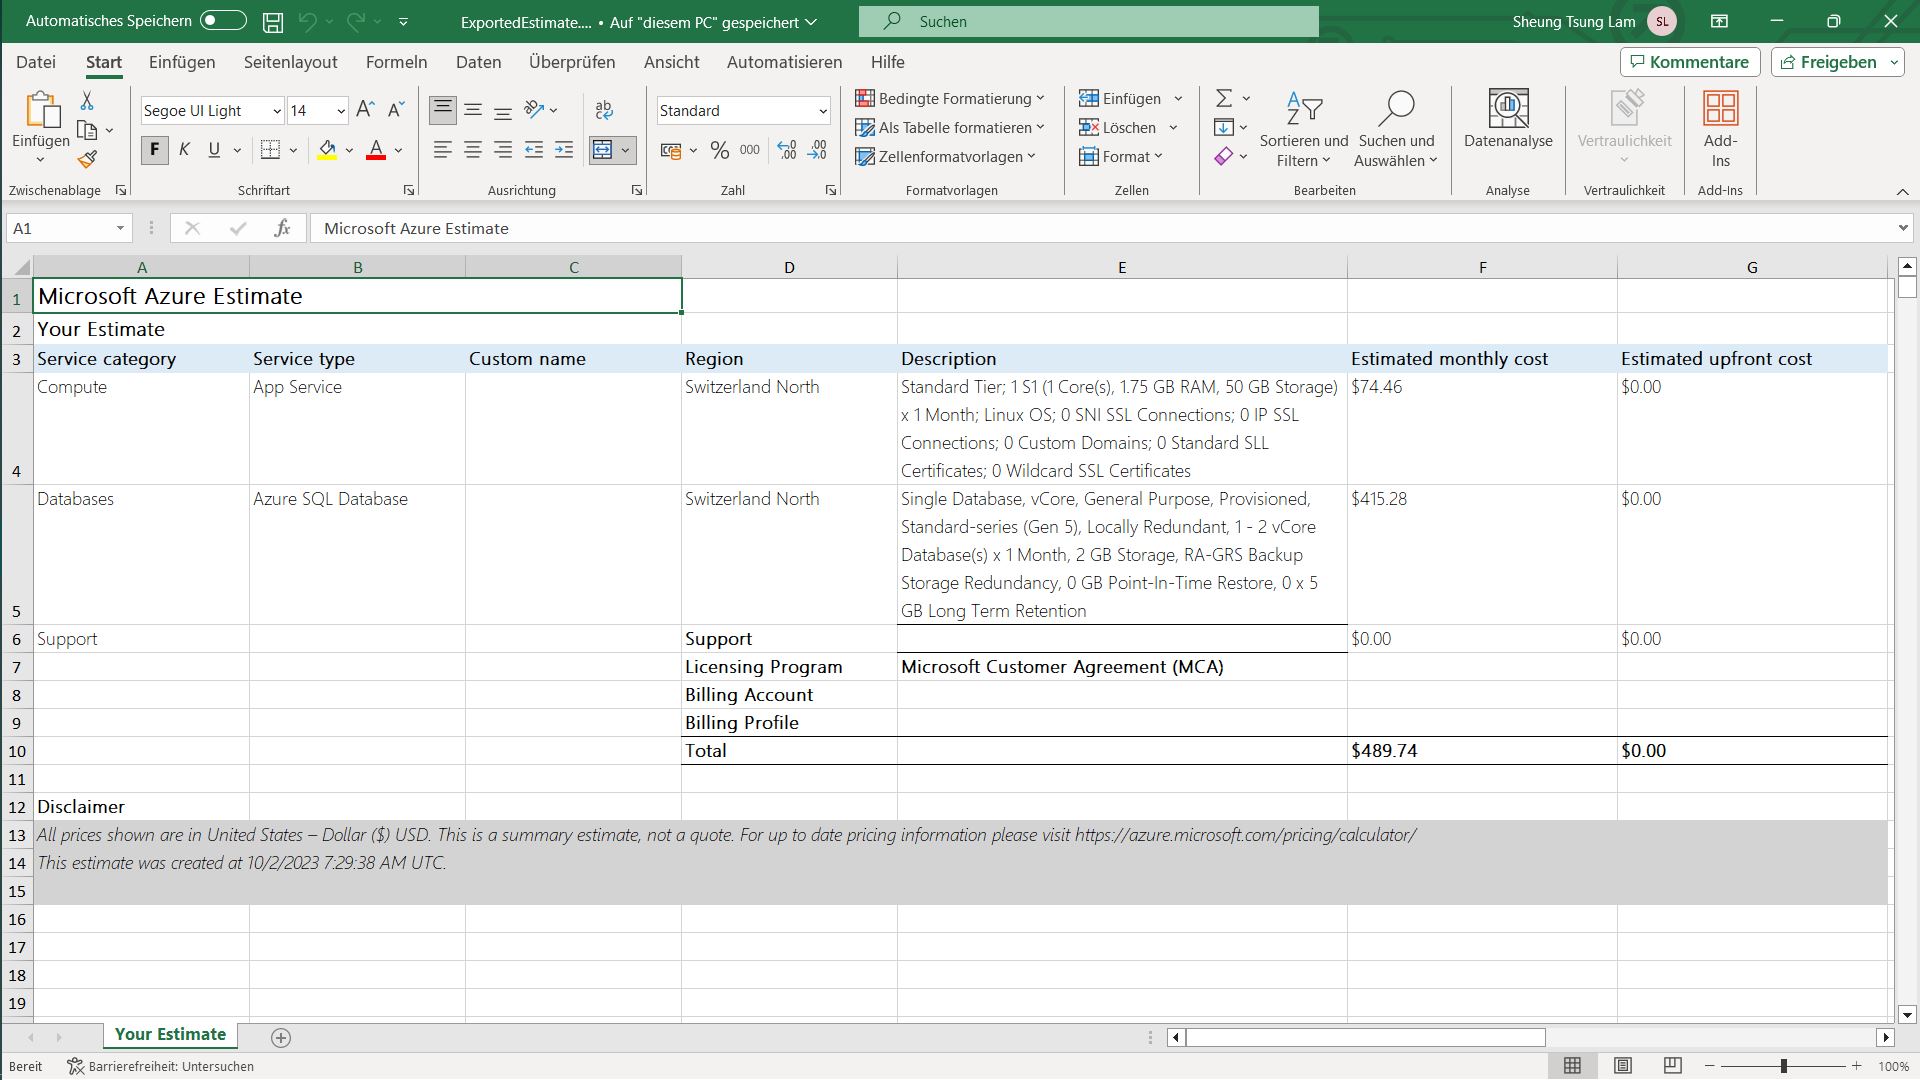 Automatisches Speichern
ExportedEstimate.... • Auf "diesem PC" gespeichert
Suchen
Sheung Tsung Lam
SL
Datei Start Einfügen Seitenlayout Formeln Daten Überprüfen Ansicht Automatisieren Hilfe
Kommentare
Freigeben
Einfügen
Segoe UI Light
14
F K U
A
Standard
% 000
Bedingte Formatierung
Als Tabelle formatieren
Zellenformatvorlagen
Einfügen
Löschen
Format
Sortieren und
Filtern
Suchen und
Auswählen
Datenanalyse
Vertraulichkeit
Add-
Ins
Zwischenablage
Schriftart
Ausrichtung
Zahl
Formatvorlagen
Zellen
Bearbeiten
Analyse
Vertraulichkeit
Add-Ins
A1
fx
Microsoft Azure Estimate
A B C D E F G
1 Microsoft Azure Estimate
2 Your Estimate
3 Service category Service type Custom name Region Description Estimated monthly cost Estimated upfront cost
Compute App Service Switzerland North Standard Tier; 1 S1 (1 Core(s), 1.75 GB RAM, 50 GB Storage) $74.46 $0.00
x 1 Month; Linux OS; 0 SNI SSL Connections; 0 IP SSL
Connections; 0 Custom Domains; 0 Standard SLL
4 Certificates; 0 Wildcard SSL Certificates
Databases Azure SQL Database Switzerland North Single Database, vCore, General Purpose, Provisioned, $415.28 $0.00
Standard-series (Gen 5), Locally Redundant, 1 - 2 vCore
Database(s) x 1 Month, 2 GB Storage, RA-GRS Backup
Storage Redundancy, 0 GB Point-In-Time Restore, 0 x 5
5 GB Long Term Retention
6 Support Support $0.00 $0.00
7 Licensing Program Microsoft Customer Agreement (MCA)
8 Billing Account
9 Billing Profile
10 Total $489.74 $0.00
11
12 Disclaimer
13 All prices shown are in United States – Dollar ($) USD. This is a summary estimate, not a quote. For up to date pricing information please visit https://azure.microsoft.com/pricing/calculator/
14 This estimate was created at 10/2/2023 7:29:38 AM UTC.
15
16
17
18
19
Your Estimate
Bereit
Barrierefreiheit: Untersuchen
100%